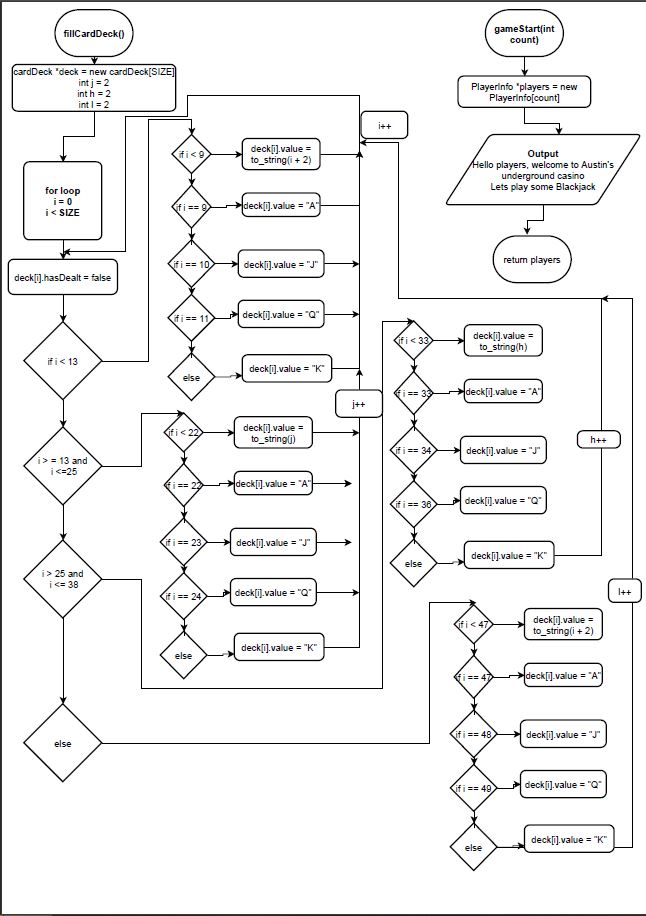 fillCardDeck()
cardDeck *deck = new cardDeck[SIZE]
int j = 2
int h = 2
int l = 2
for loop
i = 0
i < SIZE
deck[i].hasDealt = false
if i < 13
i > = 13 and
i <=25
i > 25 and
i <= 38
else
i++
if i < 9
deck[i].value =
to_string(i + 2)
if i == 9
deck[i].value = "A"
if i == 10
deck[i].value = "J"
if i == 11
deck[i].value = "Q"
else
deck[i].value = "K"
j++
if i < 22
deck[i].value =
to_string(j)
if i == 22
deck[i].value = "A"
if i == 23
deck[i].value = "J"
if i == 24
deck[i].value = "Q"
else
deck[i].value = "K"
gameStart(int
count)
PlayerInfo *players = new
PlayerInfo[count]
Output
Hello players, welcome to Austin's
underground casino
Lets play some Blackjack
return players
if i < 33
deck[i].value =
to_string(h)
if i == 33
deck[i].value = "A"
if i == 34
deck[i].value = "J"
if i == 36
deck[i].value = "Q"
else
deck[i].value = "K"
h++
l++
if i < 47
deck[i].value =
to_string(i + 2)
if i == 47
deck[i].value = "A"
if i == 48
deck[i].value = "J"
if i == 49
deck[i].value = "Q"
else
deck[i].value = "K"